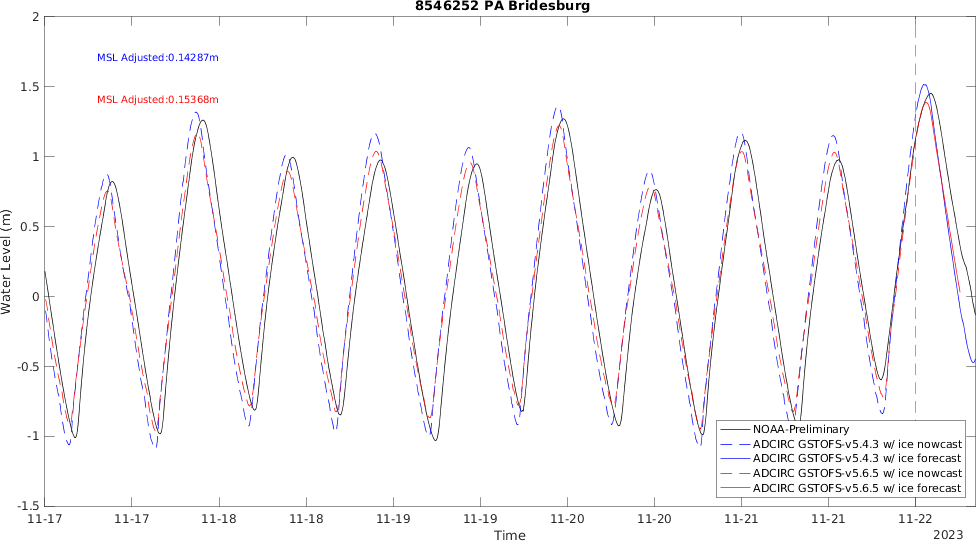 8546252 PA Bridesburg
MSL Adjusted:0.14287m
MSL Adjusted:0.15368m
Water Level (m)
2
1.5
1
0.5
0
-0.5
-1
-1.5
NOAA-Preliminary
ADCIRC GSTOFS-v5.4.3 w/ ice nowcast
ADCIRC GSTOFS-v5.4.3 w/ ice forecast
ADCIRC GSTOFS-v5.6.5 w/ ice nowcast
ADCIRC GSTOFS-v5.6.5 w/ ice forecast
11-17 11-17 11-18 11-18 11-19 11-19 11-20 11-20 11-21 11-21 11-22
Time
2023